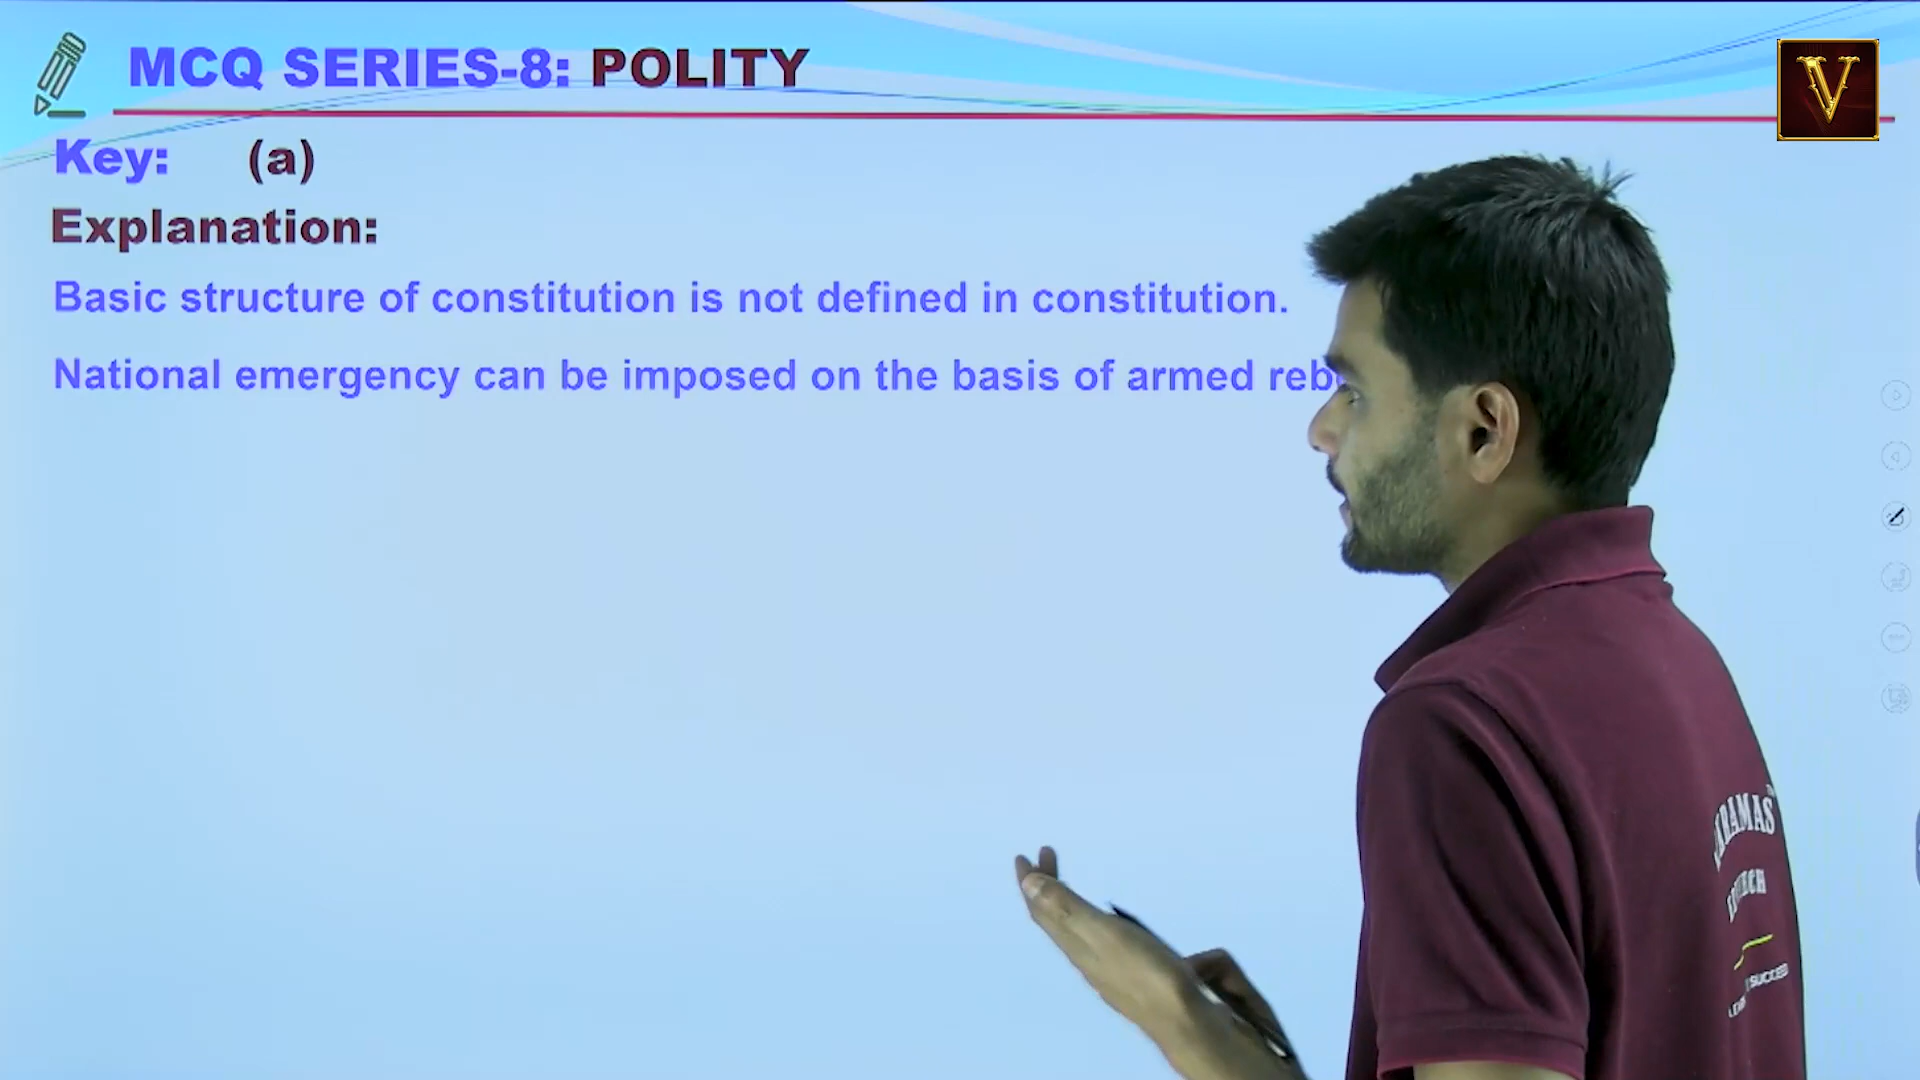 MCQ SERIES-8: POLITY
V
Key: (a)
Explanation:
Basic structure of constitution is not defined in constitution.
National emergency can be imposed on the basis of armed
SUCCEED